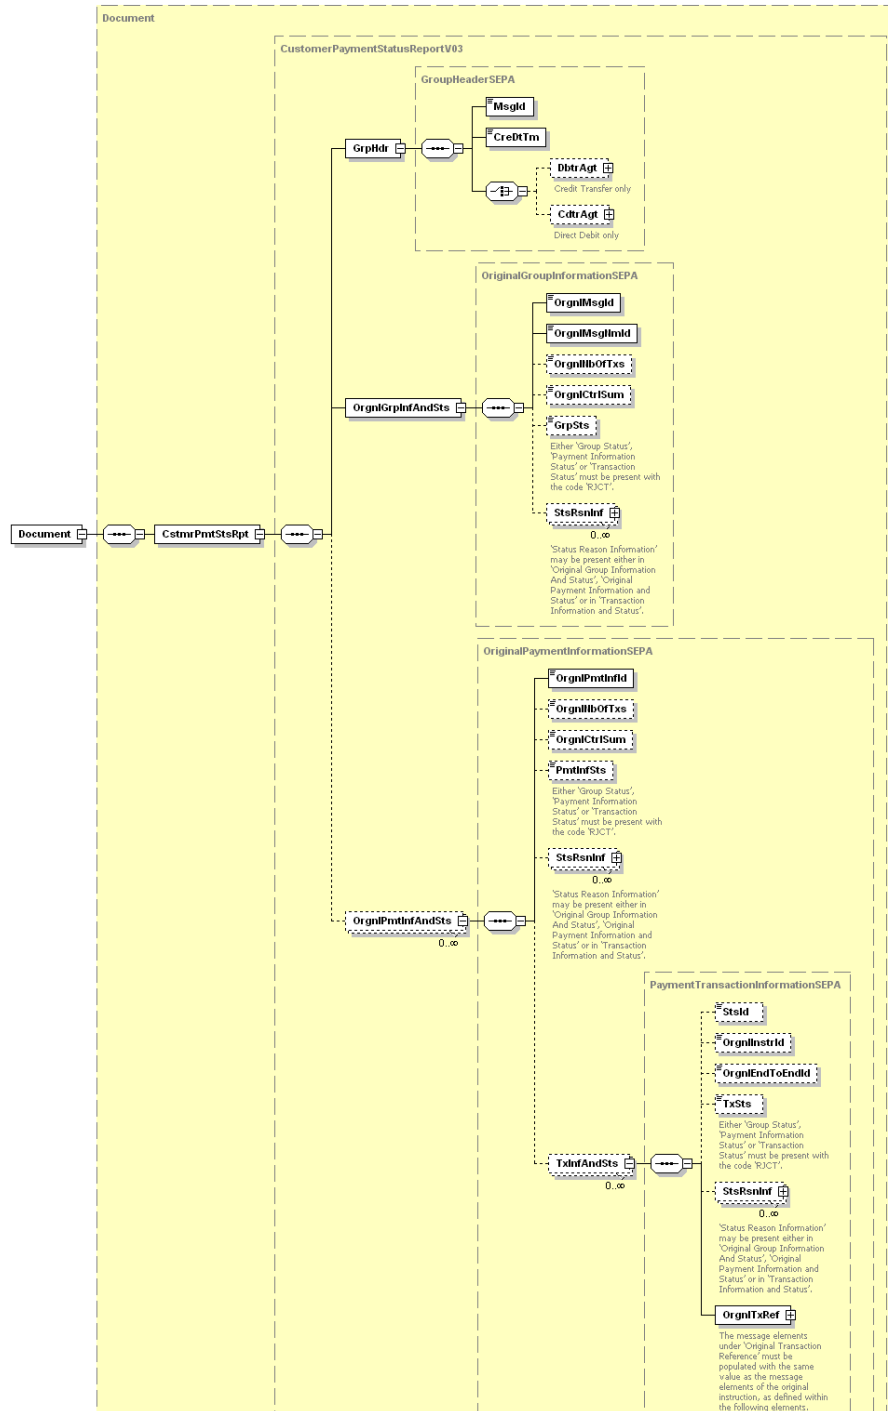 Document
CustomerPaymentStatusReportV03
GroupHeaderSEPA
MsgId
CreDtTm
GrpHdr
DbtrAgt
Credit Transfer only
CdtrAgt
Direct Debit only
OriginalGroupInformationSEPA
OrgnlMsgId
OrgnlMsgNmId
OrgnlNbOfTxs
OrgnlCtrlSum
OrgnlGrpInfAndSts
GrpSts
Either 'Group Status',
'Payment Information
Status' or 'Transaction
Status' must be present with
the code 'RJCT'.
StsRsnInf
0..∞
'Status Reason Information'
may be present either in
'Original Group Information
And Status', 'Original
Payment Information and
Status' or in 'Transaction
Information and Status'.
Document
CstmrPmtStsRpt
OriginalPaymentInformationSEPA
OrgnlPmtInfId
OrgnlNbOfTxs
OrgnlCtrlSum
PmtInfSts
Either 'Group Status',
'Payment Information
Status' or 'Transaction
Status' must be present with
the code 'RJCT'.
StsRsnInf
0..∞
'Status Reason Information'
may be present either in
'Original Group Information
And Status', 'Original
Payment Information and
Status' or in 'Transaction
Information and Status'.
OrgnlPmtInfAndSts
0..∞
PaymentTransactionInformationSEPA
StsId
OrgnlInstrId
OrgnlEndToEndId
TxSts
Either 'Group Status',
'Payment Information
Status' or 'Transaction
Status' must be present with
the code 'RJCT'.
TxInfAndSts
0..∞
StsRsnInf
0..∞
'Status Reason Information'
may be present either in
'Original Group Information
And Status', 'Original
Payment Information and
Status' or in 'Transaction
Information and Status'.
OrgnlTxRef
The message elements
under 'Original Transaction
Reference' must be
populated with the same
value as the message
elements of the original
instruction, as defined within
the following elements.